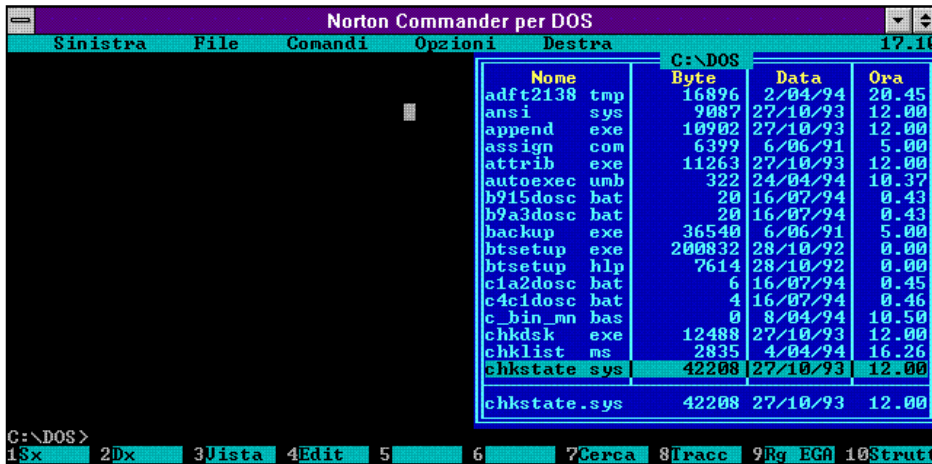 Norton Commander per DOS
Sinistra File Comandi Opzioni Destra
C:\DOS
Nome Byte Data Ora
adft2138 tmp 16896 2/04/94 20.45
ansi sys 9087 27/10/93 12.00
append exe 10902 27/10/93 12.00
assign com 6399 6/06/91 5.00
attrib exe 11263 27/10/93 12.00
autoexec umb 322 24/04/94 10.37
b915dosc bat 20 16/07/94 0.43
b9a3dosc bat 20 16/07/94 0.43
backup exe 36540 6/06/91 5.00
btsetup exe 200832 28/10/92 0.00
btsetup hlp 7614 28/10/92 0.00
c1a2dosc bat 6 16/07/94 0.45
c4c1dosc bat 4 16/07/94 0.46
c_bin_mn bas 0 8/04/94 10.50
chkdsk exe 12488 27/10/93 12.00
chklist ms 2835 4/04/94 16.26
chkstate sys 42208 27/10/93 12.00
chkstate.sys 42208 27/10/93 12.00
C:\DOS>
1Sx 2Dx 3Vista 4Edit 5 6 7Cerca 8Tracc 9Rg EGA 10Strutt